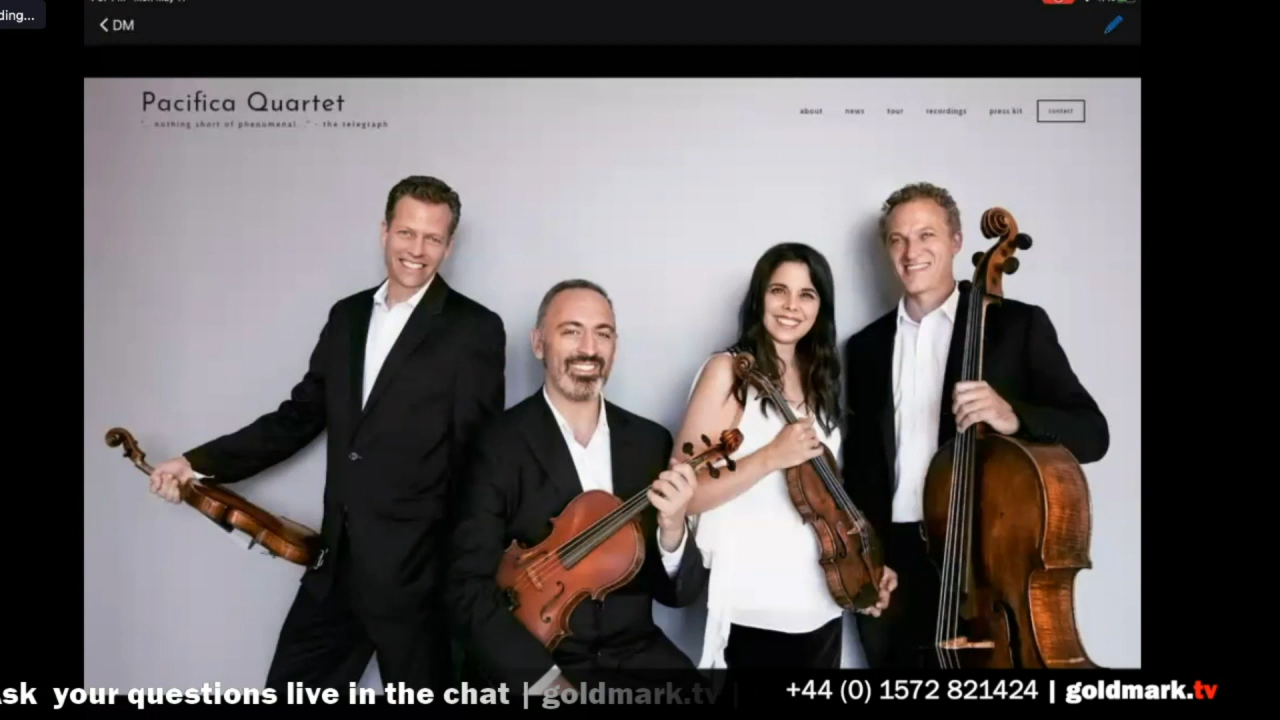 ding...
DM
Pacifica Quartet
"... nothing short of phenomenal..." - the telegraph
about news tour recordings press kit contact
sk your questions live in the chat | goldmark.tv |
+44 (0) 1572 821424 | goldmark.tv